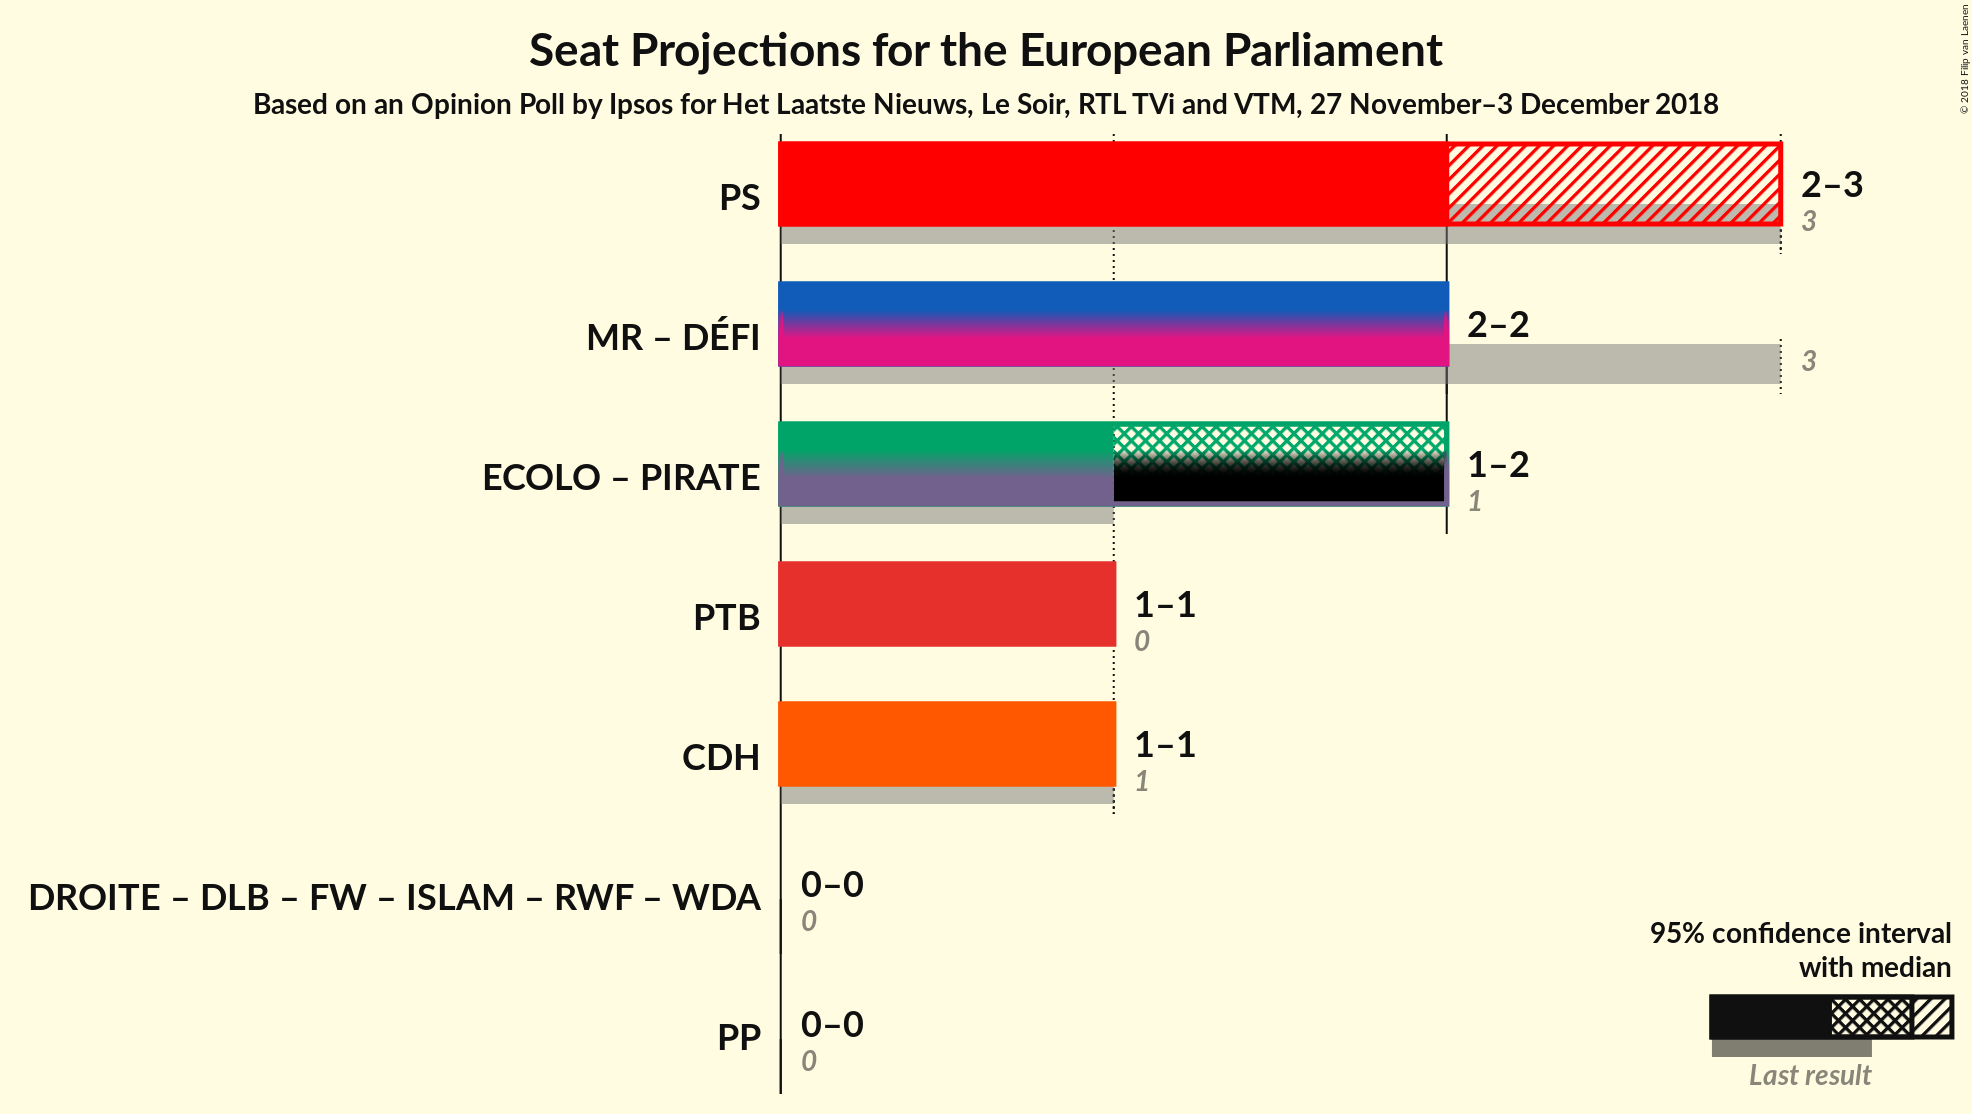 Seat Projections for the European Parliament
Based on an Opinion Poll by Ipsos for Het Laatste Nieuws, Le Soir, RTL TVi and VTM, 27 November–3 December 2018
© 2018 Filip van Laenen
PS
2–3
3
MR – DÉFI
2–2
3
ECOLO – PIRATE
1–2
1
PTB
1–1
0
CDH
1–1
1
DROITE – DLB – FW – ISLAM – RWF – WDA
0–0
0
PP
0–0
0
95% confidence interval
with median
Last result